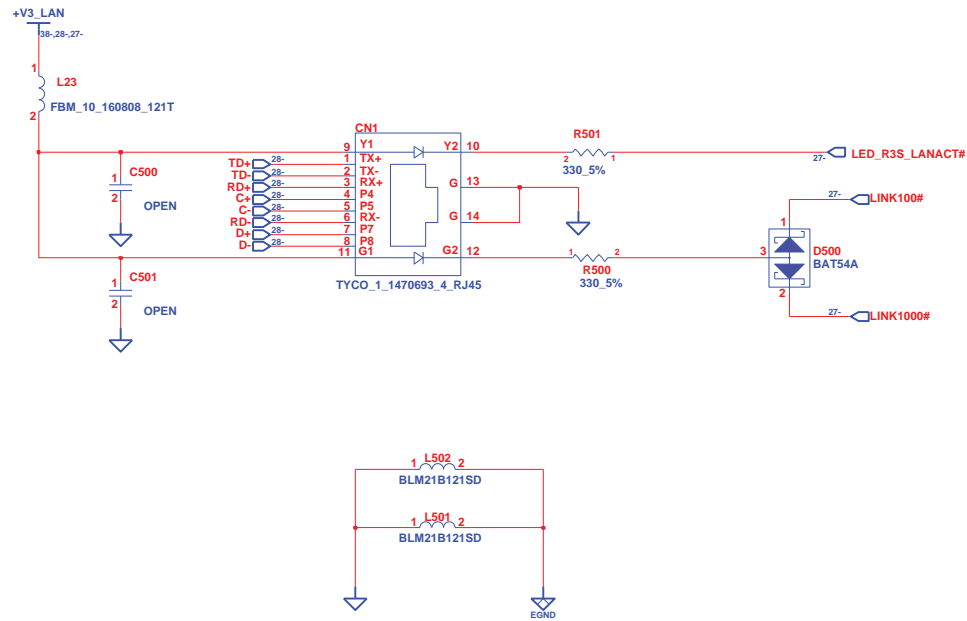 +V3_LAN
38-,28-,27-
1
L23
FBM_10_160808_121T
2
CN1
9 Y1 Y2 10
R501
2 1
330_5%
27- LED_R3S_LANACT#
TD+ 28- 1 TX+
TD- 28- 2 TX-
RD+ 28- 3 RX+ G 13
C+ 28- 4 P4
C- 28- 5 P5
RD- 28- 6 RX- G 14
D+ 28- 7 P7
D- 28- 8 P8
11 G1 G2 12
TYCO_1_1470693_4_RJ45
C500
1
2
OPEN
C501
1
2
OPEN
1 2
R500
330_5%
27- LINK100#
1
3 D500
BAT54A
2
27- LINK1000#
1 L502 2
BLM21B121SD
1 L501 2
BLM21B121SD
EGND